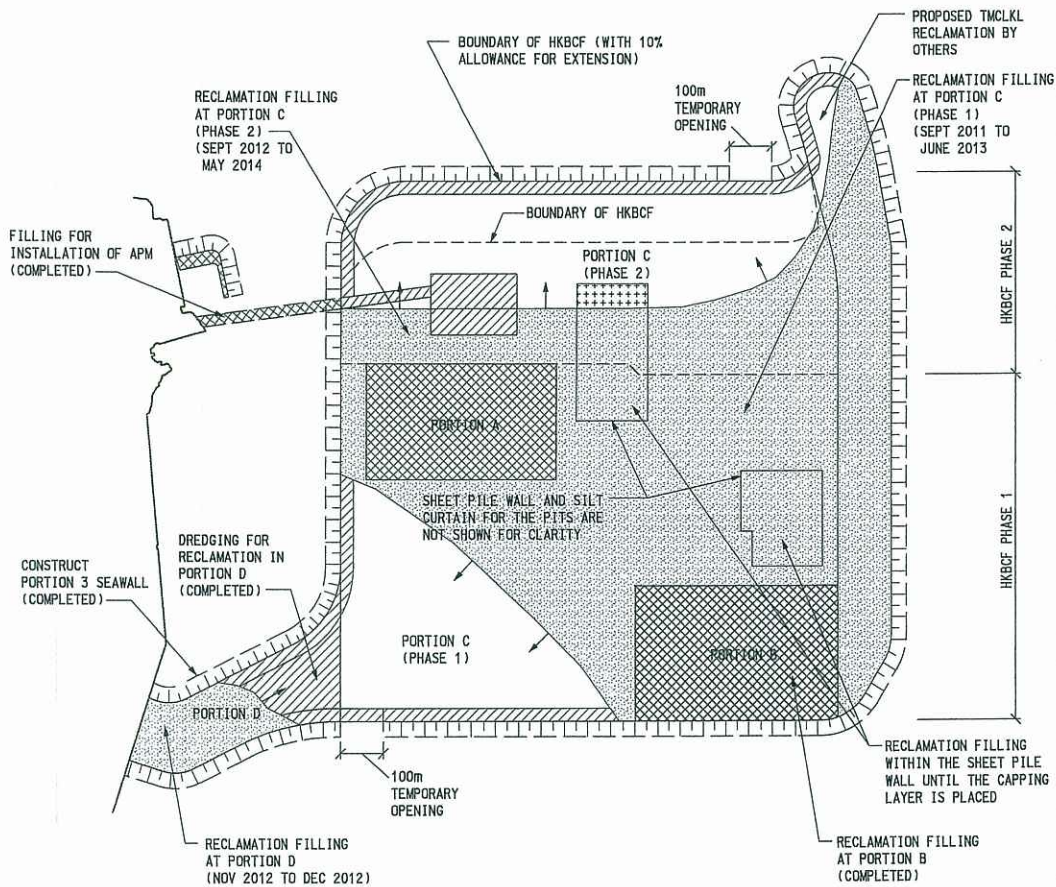 PROPOSED TMCLKL
RECLAMATION BY
OTHERS
BOUNDARY OF HKBCF (WITH 10%
ALLOWANCE FOR EXTENSION)
100m
TEMPORARY
OPENING
RECLAMATION FILLING
AT PORTION C
(PHASE 1)
(SEPT 2011 TO
JUNE 2013)
RECLAMATION FILLING
AT PORTION C
(PHASE 2)
(SEPT 2012 TO
MAY 2014)
BOUNDARY OF HKBCF
FILLING FOR
INSTALLATION OF APM
(COMPLETED)
PORTION C
(PHASE 2)
HKBCF PHASE 2
PORTION A
SHEET PILE WALL AND SILT
CURTAIN FOR THE PITS ARE
NOT SHOWN FOR CLARITY
HKBCF PHASE 1
DREDGING FOR
RECLAMATION IN
PORTION D
(COMPLETED)
CONSTRUCT
PORTION 3 SEAWALL
(COMPLETED)
PORTION C
(PHASE 1)
PORTION B
PORTION D
100m
TEMPORARY
OPENING
RECLAMATION FILLING
WITHIN THE SHEET PILE
WALL UNTIL THE CAPPING
LAYER IS PLACED
RECLAMATION FILLING
AT PORTION D
(NOV 2012 TO DEC 2012)
RECLAMATION FILLING
AT PORTION B
(COMPLETED)